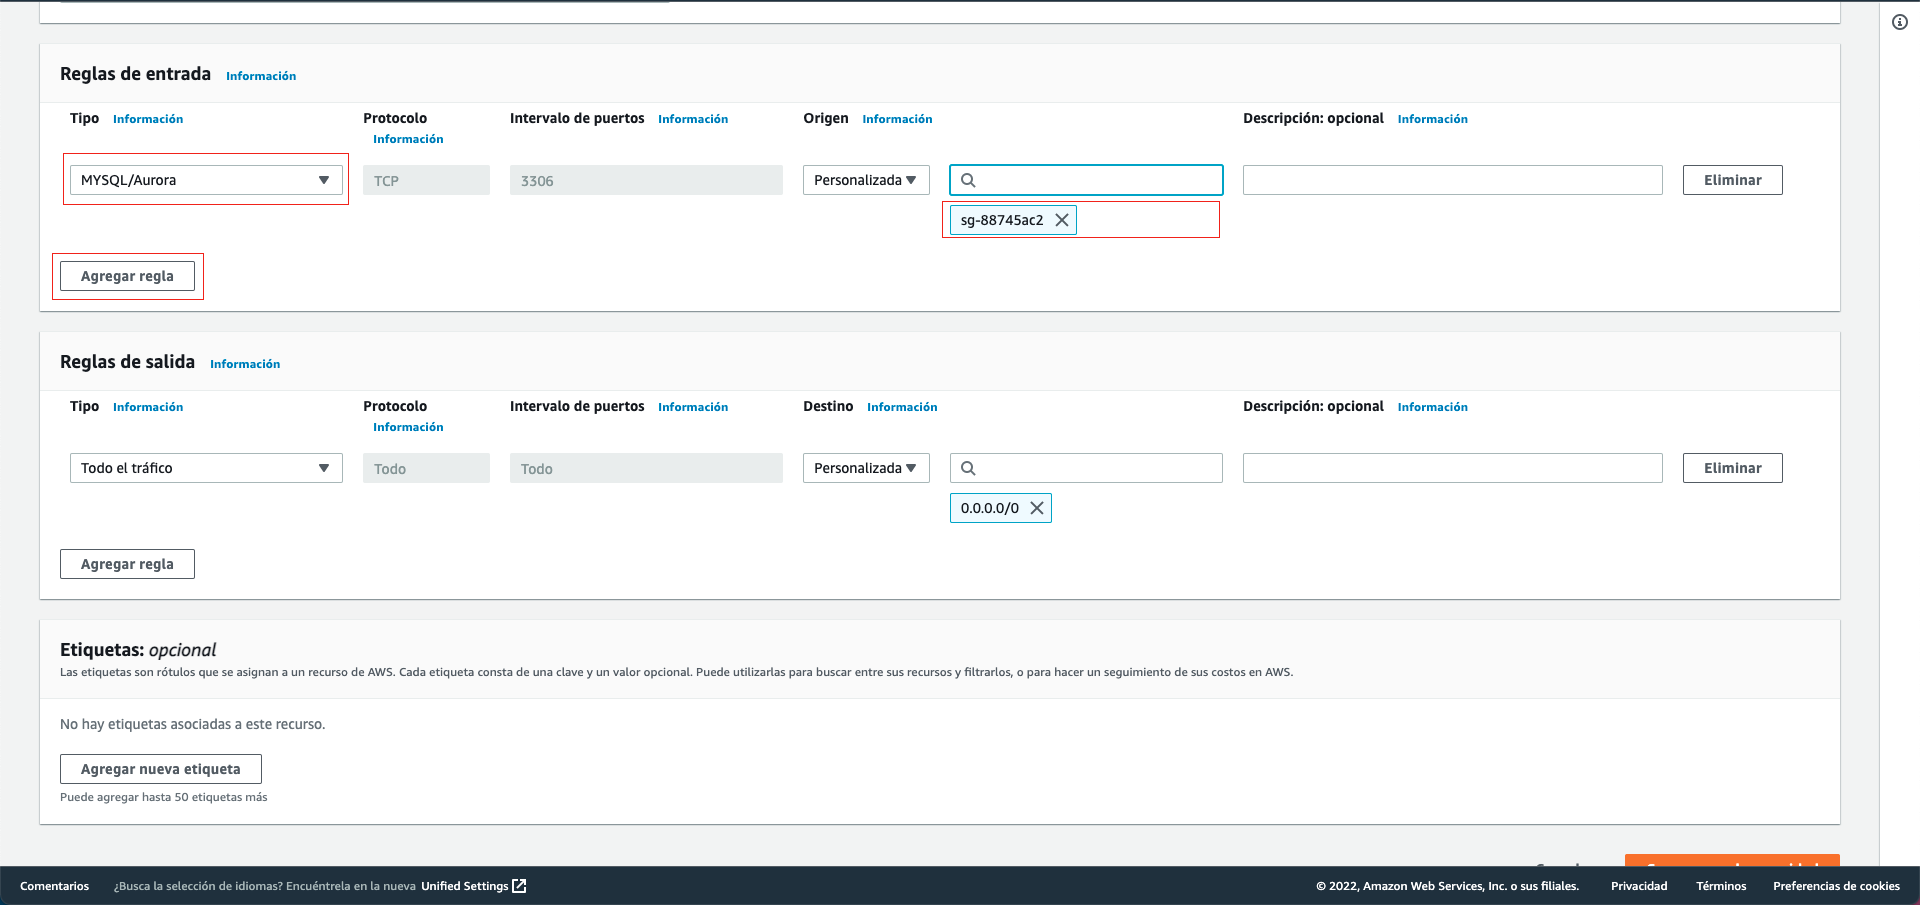 Reglas de entrada Información
Tipo Información Protocolo Información Intervalo de puertos Información Origen Información Descripción: opcional Información
MYSQL/Aurora TCP 3306 Personalizada Eliminar
sg-88745ac2
Agregar regla
Reglas de salida Información
Tipo Información Protocolo Información Intervalo de puertos Información Destino Información Descripción: opcional Información
Todo el tráfico Todo Todo Personalizada Eliminar
0.0.0.0/0
Agregar regla
Etiquetas: opcional
Las etiquetas son rótulos que se asignan a un recurso de AWS. Cada etiqueta consta de una clave y un valor opcional. Puede utilizarlas para buscar entre sus recursos y filtrarlos, o para hacer un seguimiento de sus costos en AWS.
No hay etiquetas asociadas a este recurso.
Agregar nueva etiqueta
Puede agregar hasta 50 etiquetas más
Comentarios ¿Busca la selección de idiomas? Encuéntrela en la nueva Unified Settings © 2022, Amazon Web Services, Inc. o sus filiales. Privacidad Términos Preferencias de cookies